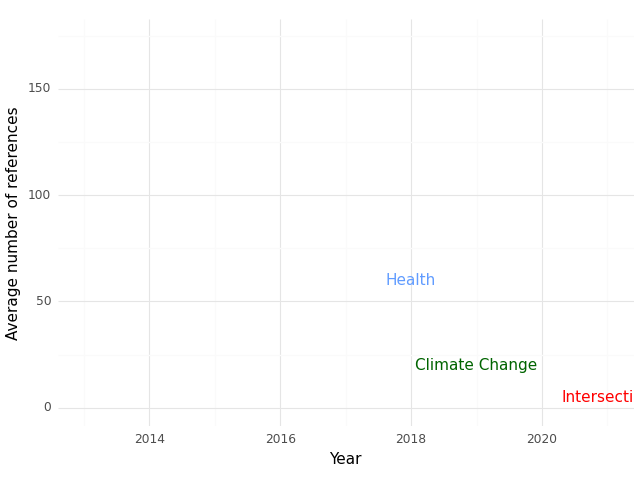 150
100
50
0
Average number of references
Health
Climate Change
Intersecti
2014 2016 2018 2020
Year